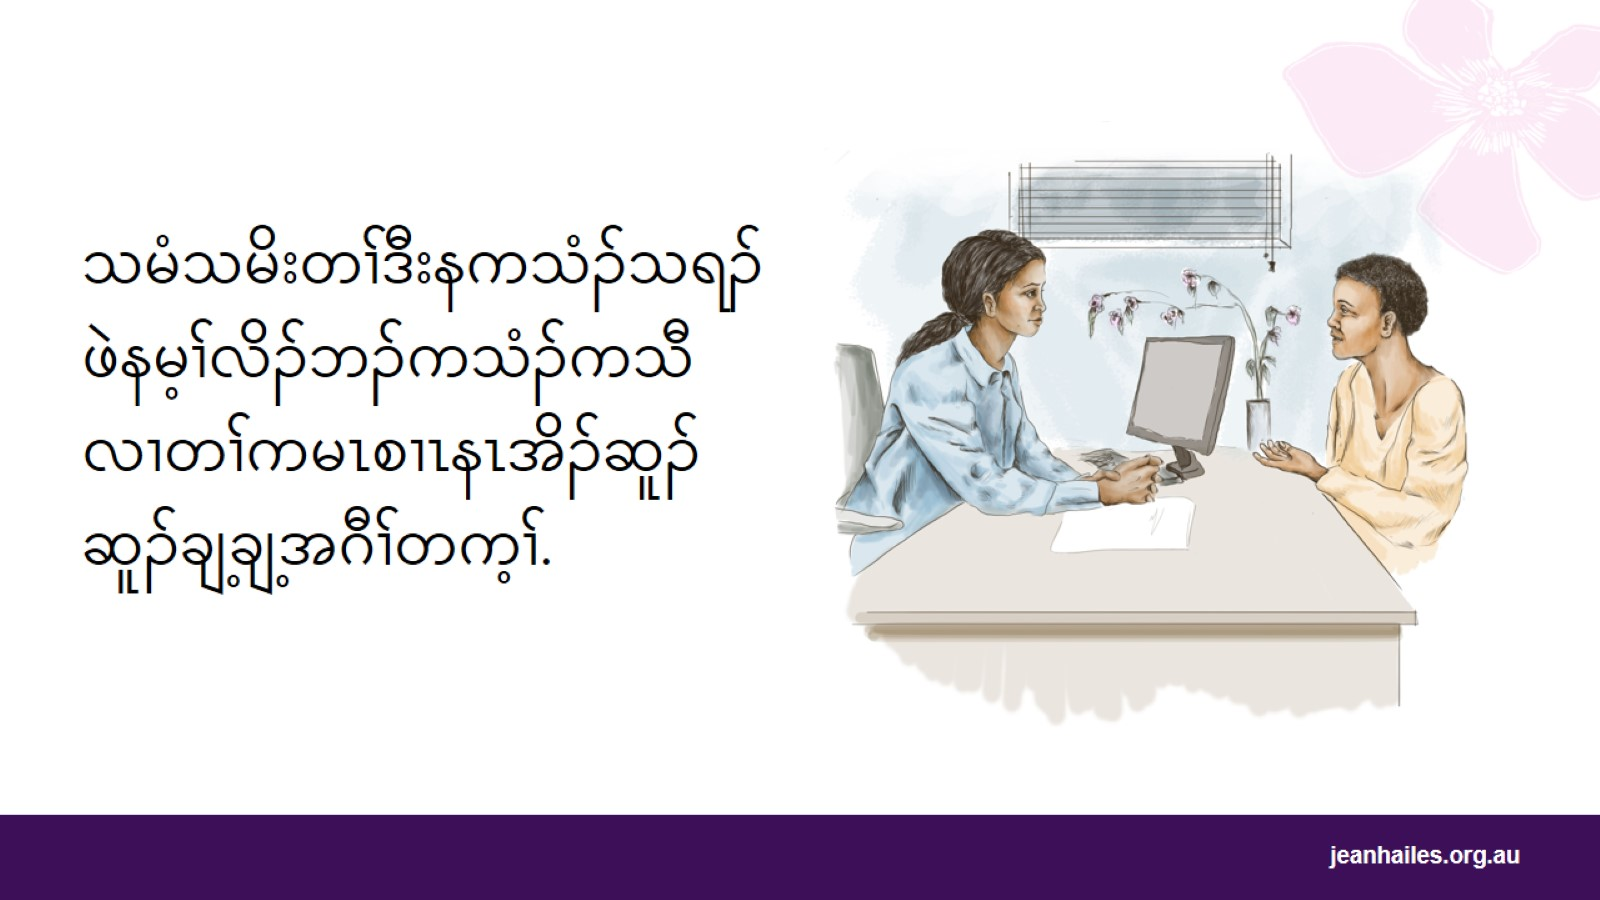 သမံသမိးတၢ်ဒီးနကသံၣ်သရၣ်
ဖဲနမ့ၢ်လိၣ်ဘၣ်ကသံၣ်ကသီ
လၢတၢ်ကမၤစၢၤနၤအိၣ်ဆူၣ်
ဆူၣ်ချ့ချ့အဂီၢ်တက့ၢ်.
jeanhailes.org.au